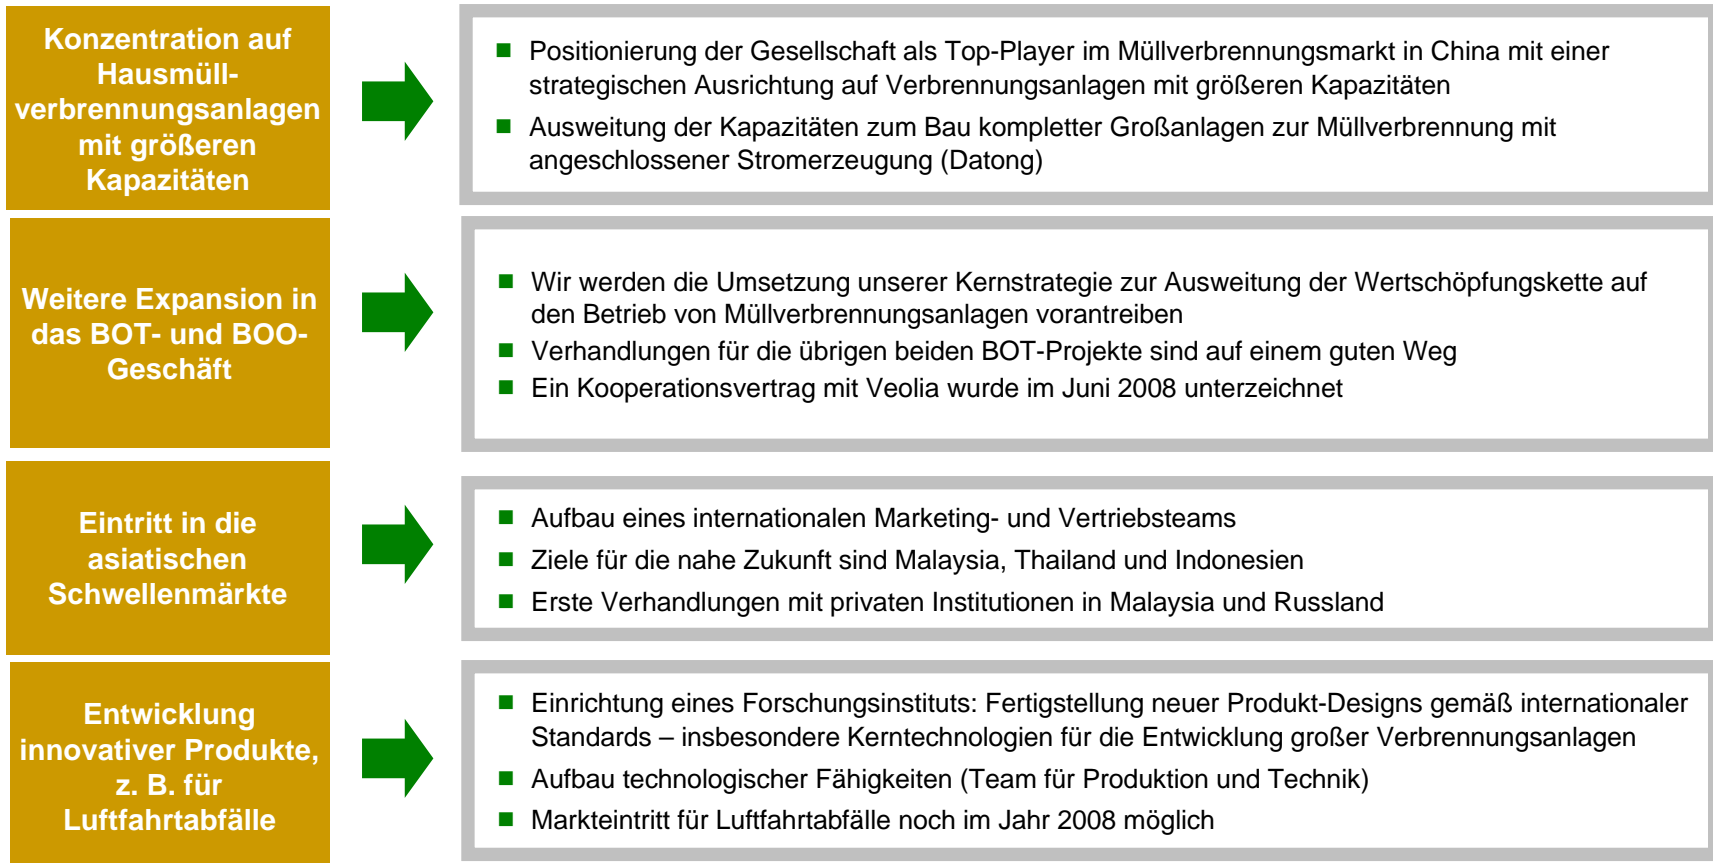 Konzentration auf
Hausmüll-
verbrennungsanlagen
mit größeren
Kapazitäten
■ Positionierung der Gesellschaft als Top-Player im Müllverbrennungsmarkt in China mit einer
strategischen Ausrichtung auf Verbrennungsanlagen mit größeren Kapazitäten
■ Ausweitung der Kapazitäten zum Bau kompletter Großanlagen zur Müllverbrennung mit
angeschlossener Stromerzeugung (Datong)
Weitere Expansion in
das BOT- und BOO-
Geschäft
■ Wir werden die Umsetzung unserer Kernstrategie zur Ausweitung der Wertschöpfungskette auf
den Betrieb von Müllverbrennungsanlagen vorantreiben
■ Verhandlungen für die übrigen beiden BOT-Projekte sind auf einem guten Weg
■ Ein Kooperationsvertrag mit Veolia wurde im Juni 2008 unterzeichnet
Eintritt in die
asiatischen
Schwellenmärkte
■ Aufbau eines internationalen Marketing- und Vertriebsteams
■ Ziele für die nahe Zukunft sind Malaysia, Thailand und Indonesien
■ Erste Verhandlungen mit privaten Institutionen in Malaysia und Russland
Entwicklung
innovativer Produkte,
z. B. für
Luftfahrtabfälle
■ Einrichtung eines Forschungsinstituts: Fertigstellung neuer Produkt-Designs gemäß internationaler
Standards – insbesondere Kerntechnologien für die Entwicklung großer Verbrennungsanlagen
■ Aufbau technologischer Fähigkeiten (Team für Produktion und Technik)
■ Markteintritt für Luftfahrtabfälle noch im Jahr 2008 möglich